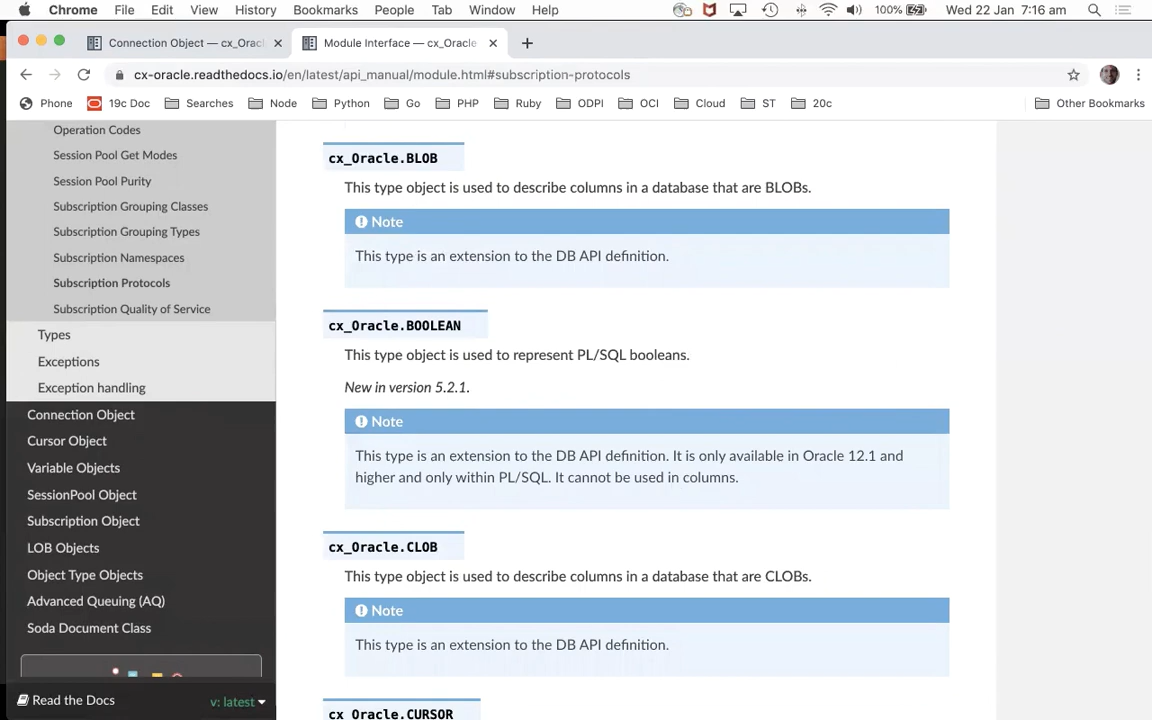 Chrome File Edit View History Bookmarks People Tab Window Help 100% Wed 22 Jan 7:16 am
Connection Object — cx_Orac
Module Interface — cx_Oracle
cx-oracle.readthedocs.io/en/latest/api_manual/module.html#subscription-protocols
Phone 19c Doc Searches Node Python Go PHP Ruby ODPI OCI Cloud ST 20c Other Bookmarks
Operation Codes
Session Pool Get Modes
Session Pool Purity
Subscription Grouping Classes
Subscription Grouping Types
Subscription Namespaces
Subscription Protocols
Subscription Quality of Service
Types
Exceptions
Exception handling
Connection Object
Cursor Object
Variable Objects
SessionPool Object
Subscription Object
LOB Objects
Object Type Objects
Advanced Queuing (AQ)
Soda Document Class
Read the Docs v: latest
cx_Oracle.BLOB
This type object is used to describe columns in a database that are BLOBs.
Note
This type is an extension to the DB API definition.
cx_Oracle.BOOLEAN
This type object is used to represent PL/SQL booleans.
New in version 5.2.1.
Note
This type is an extension to the DB API definition. It is only available in Oracle 12.1 and
higher and only within PL/SQL. It cannot be used in columns.
cx_Oracle.CLOB
This type object is used to describe columns in a database that are CLOBs.
Note
This type is an extension to the DB API definition.
cx_Oracle.CURSOR